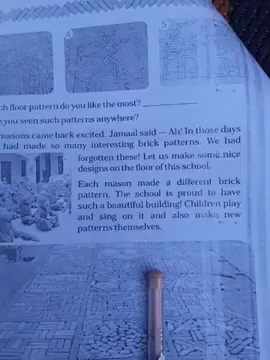 4
5
ch floor pattern do you like the most?
you seen such patterns anywhere?
masons came back excited. Jamaal said — Ah! In those days
had made so many interesting brick patterns. We had
forgotten these! Let us make some nice
designs on the floor of this school.
Each mason made a different brick
pattern. The school is proud to have
such a beautiful building! Children play
and sing on it and also make new
patterns themselves.